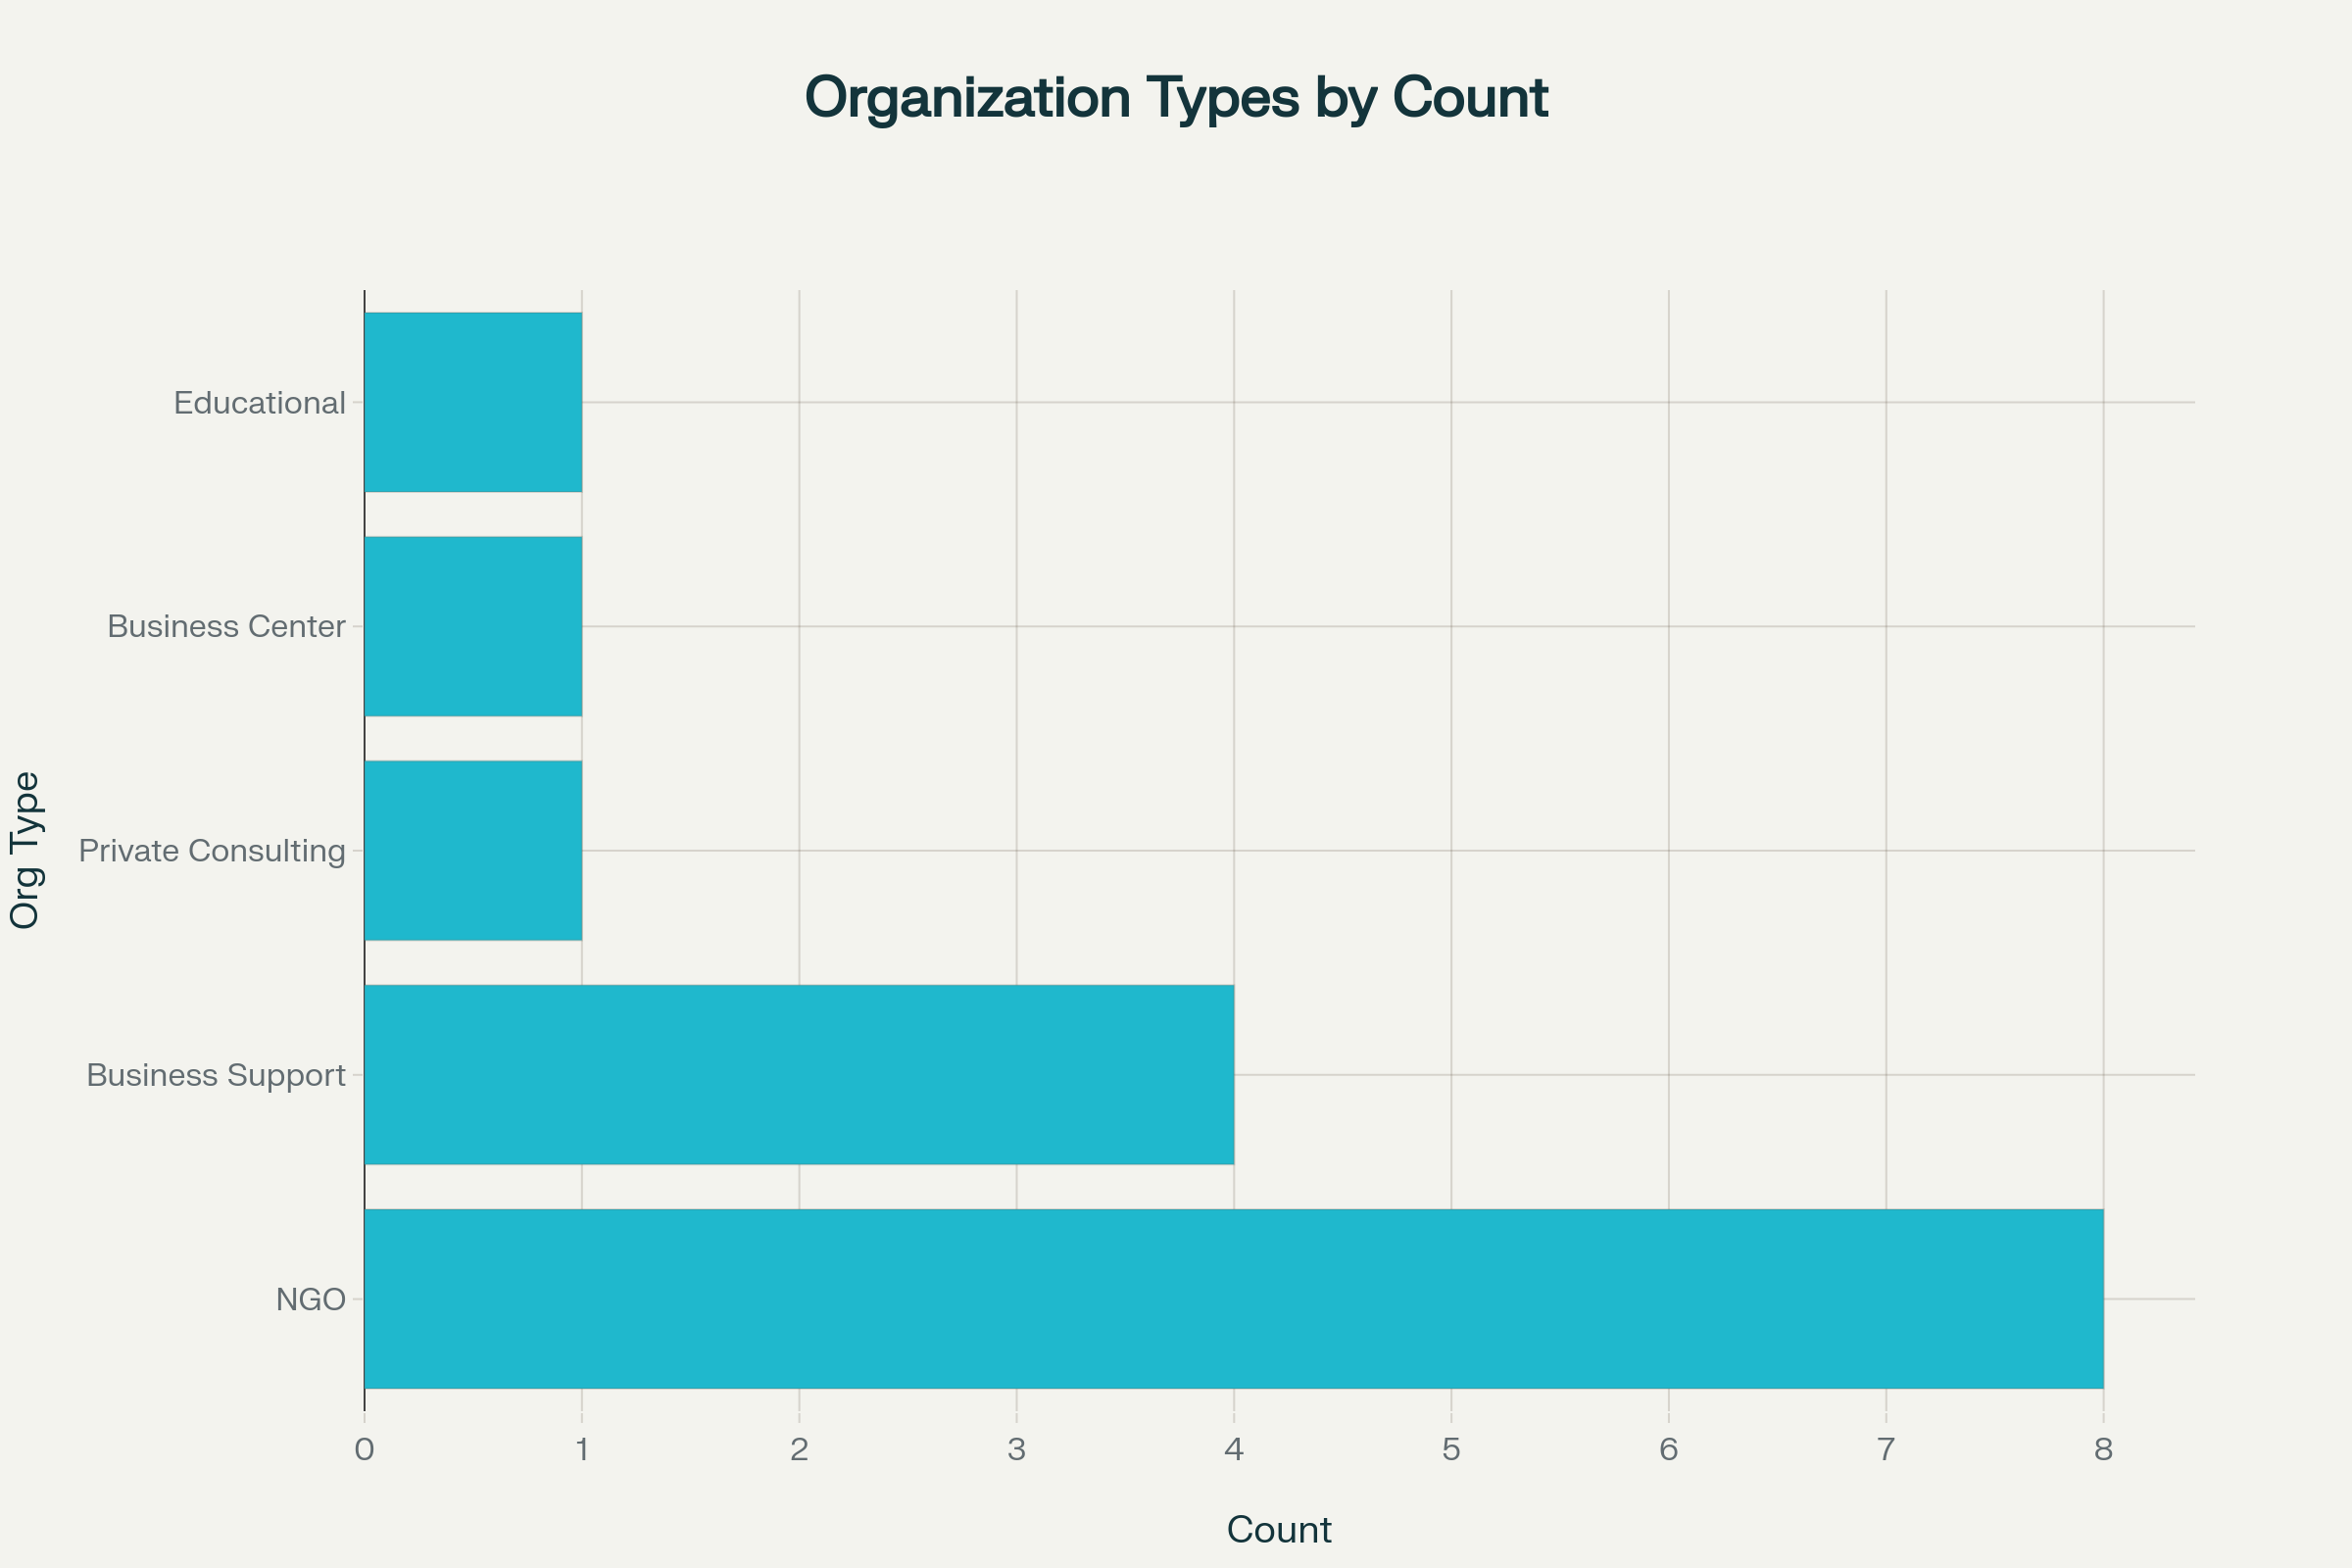 Organization Types by Count
Educational
Business Center
Private Consulting
Business Support
NGO
Org Type
0 1 2 3 4 5 6 7 8
Count